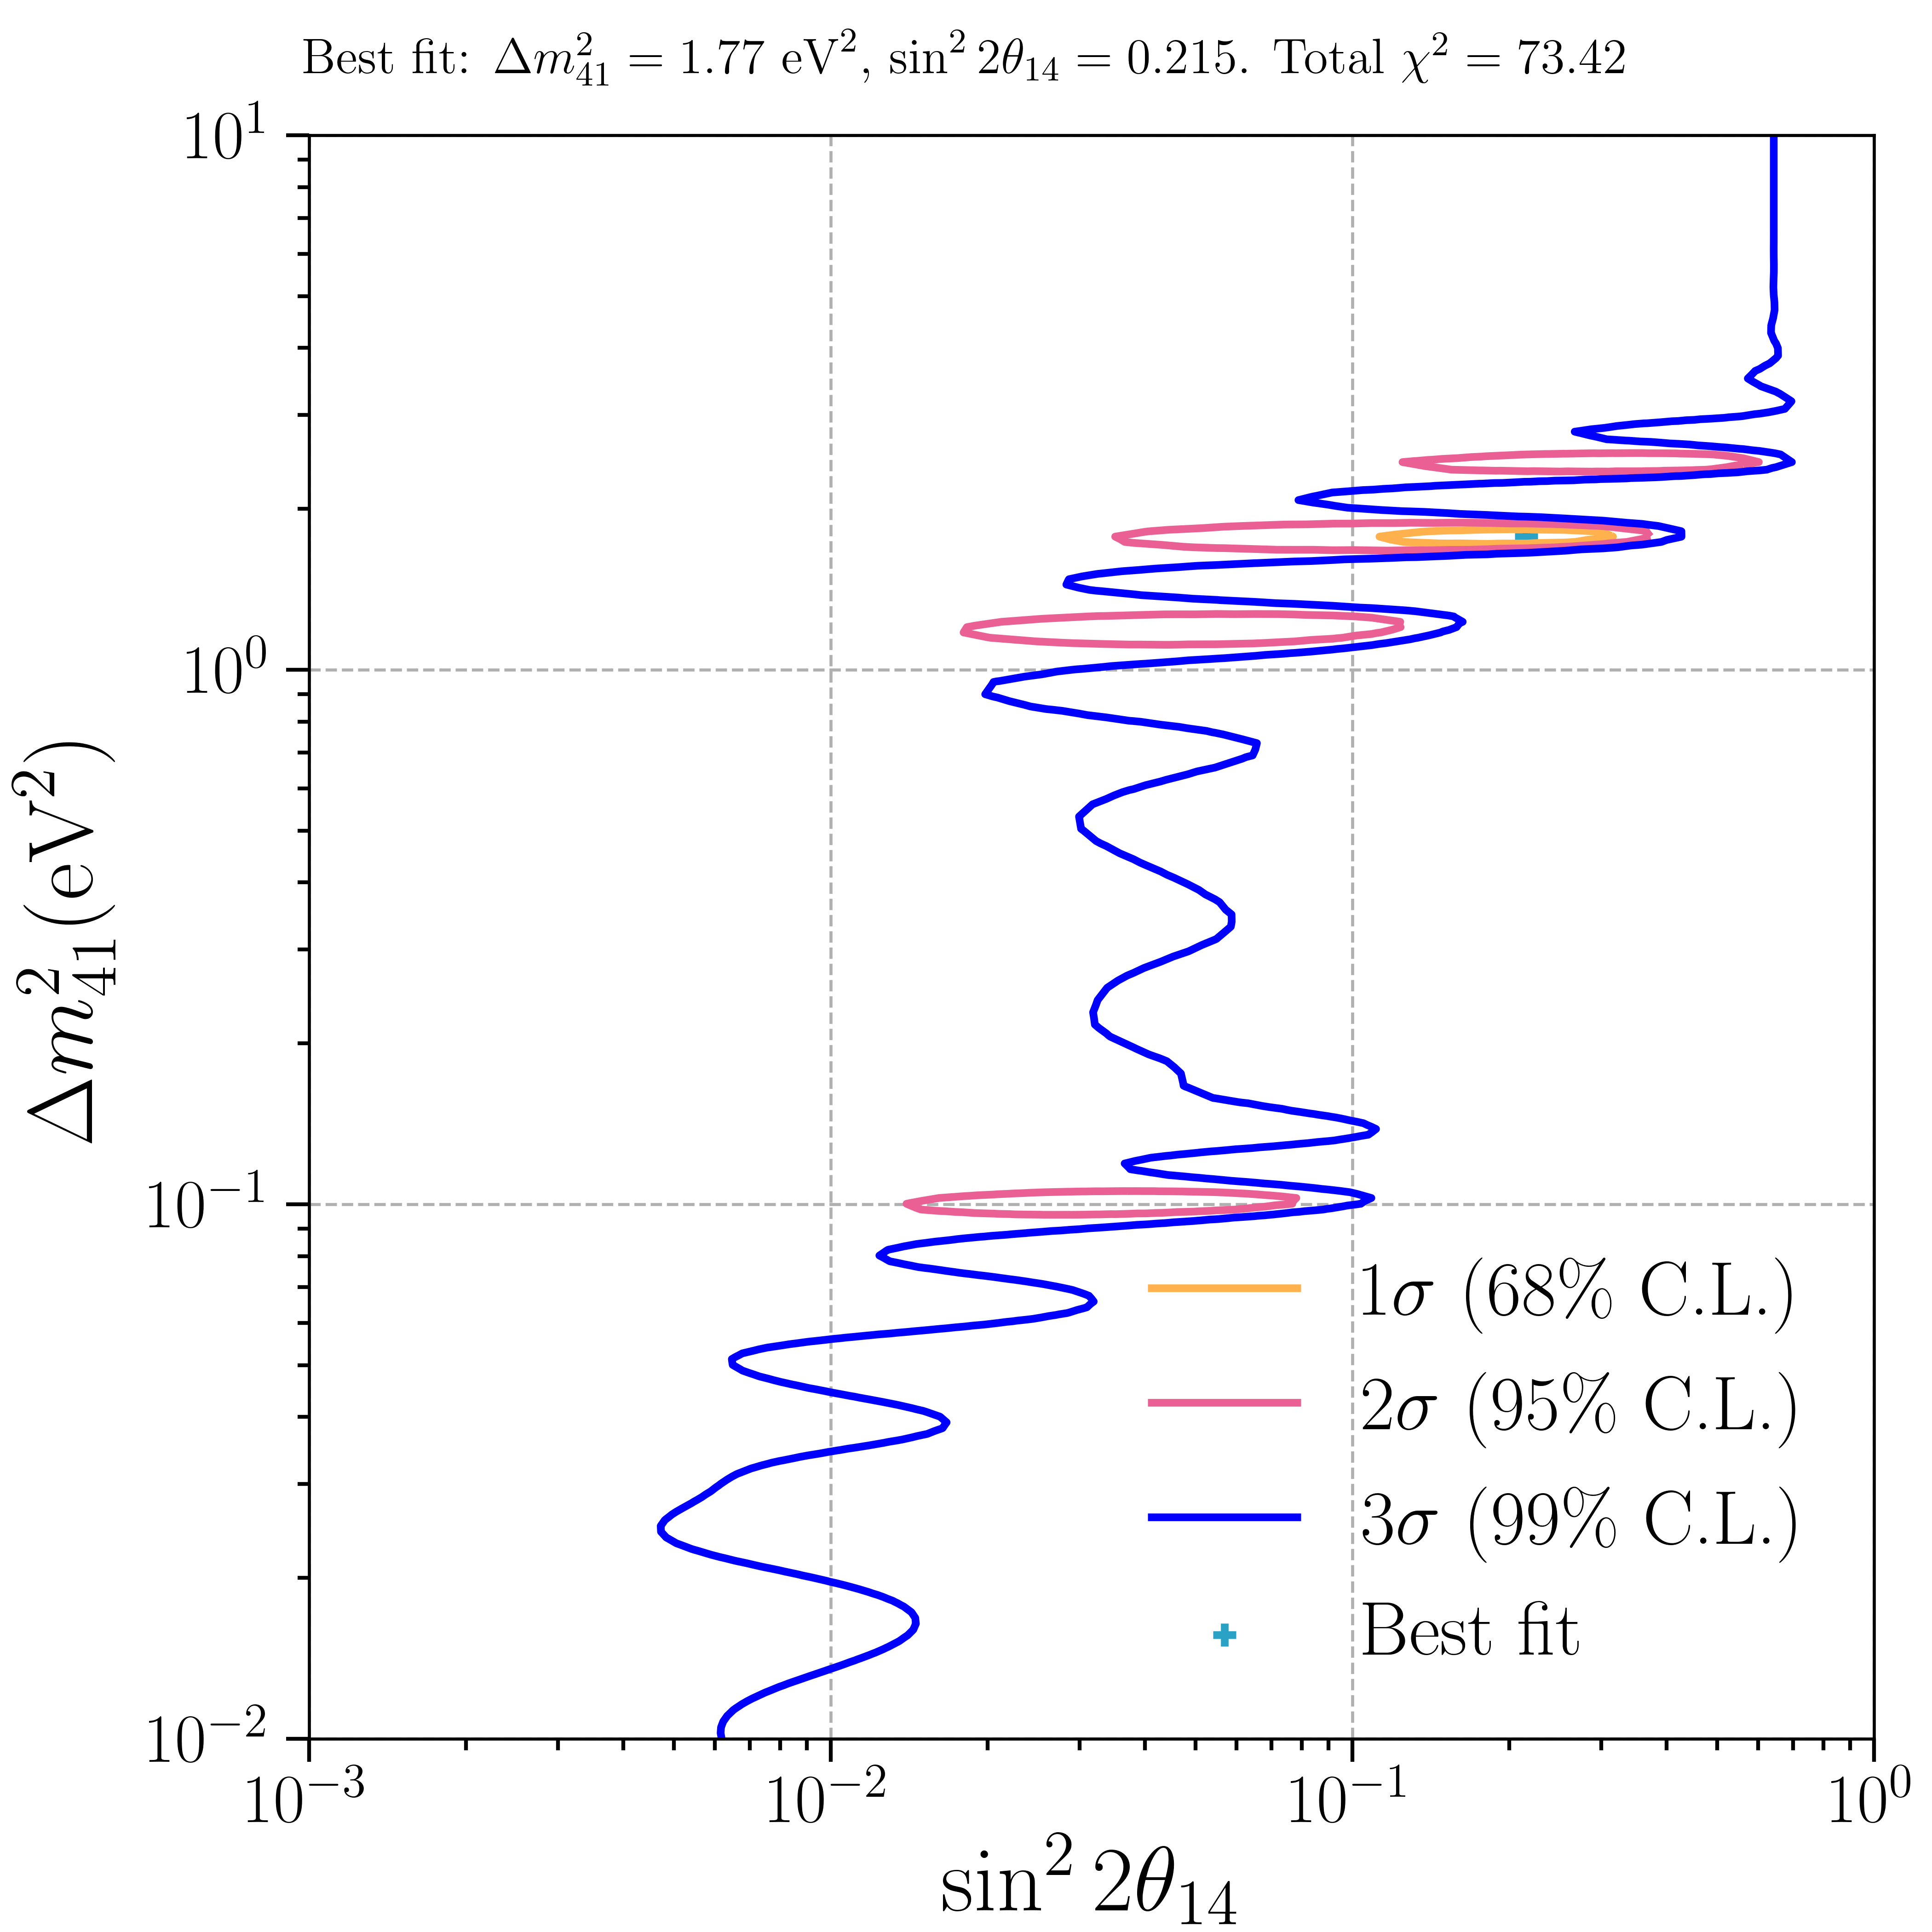 Best fit: Δm²₄₁ = 1.77 eV², sin² 2θ₁₄ = 0.215. Total χ² = 73.42
10¹
10⁰
10⁻¹
10⁻²
Δm²₄₁(eV²)
1σ (68% C.L.)
2σ (95% C.L.)
3σ (99% C.L.)
Best fit
10⁻³
10⁻²
10⁻¹
10⁰
sin² 2θ₁₄